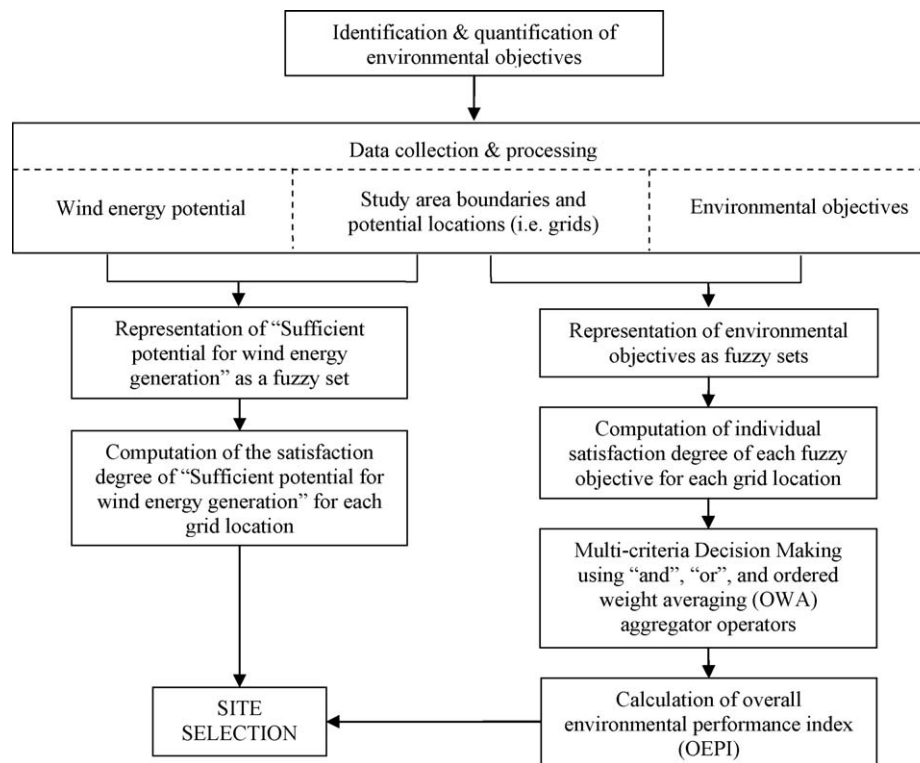 Identification & quantification of
environmental objectives
Data collection & processing
Wind energy potential
Study area boundaries and
potential locations (i.e. grids)
Environmental objectives
Representation of “Sufficient
potential for wind energy
generation” as a fuzzy set
Computation of the satisfaction
degree of “Sufficient potential for
wind energy generation” for each
grid location
Representation of environmental
objectives as fuzzy sets
Computation of individual
satisfaction degree of each fuzzy
objective for each grid location
Multi-criteria Decision Making
using “and”, “or”, and ordered
weight averaging (OWA)
aggregator operators
Calculation of overall
environmental performance index
(OEPI)
SITE
SELECTION